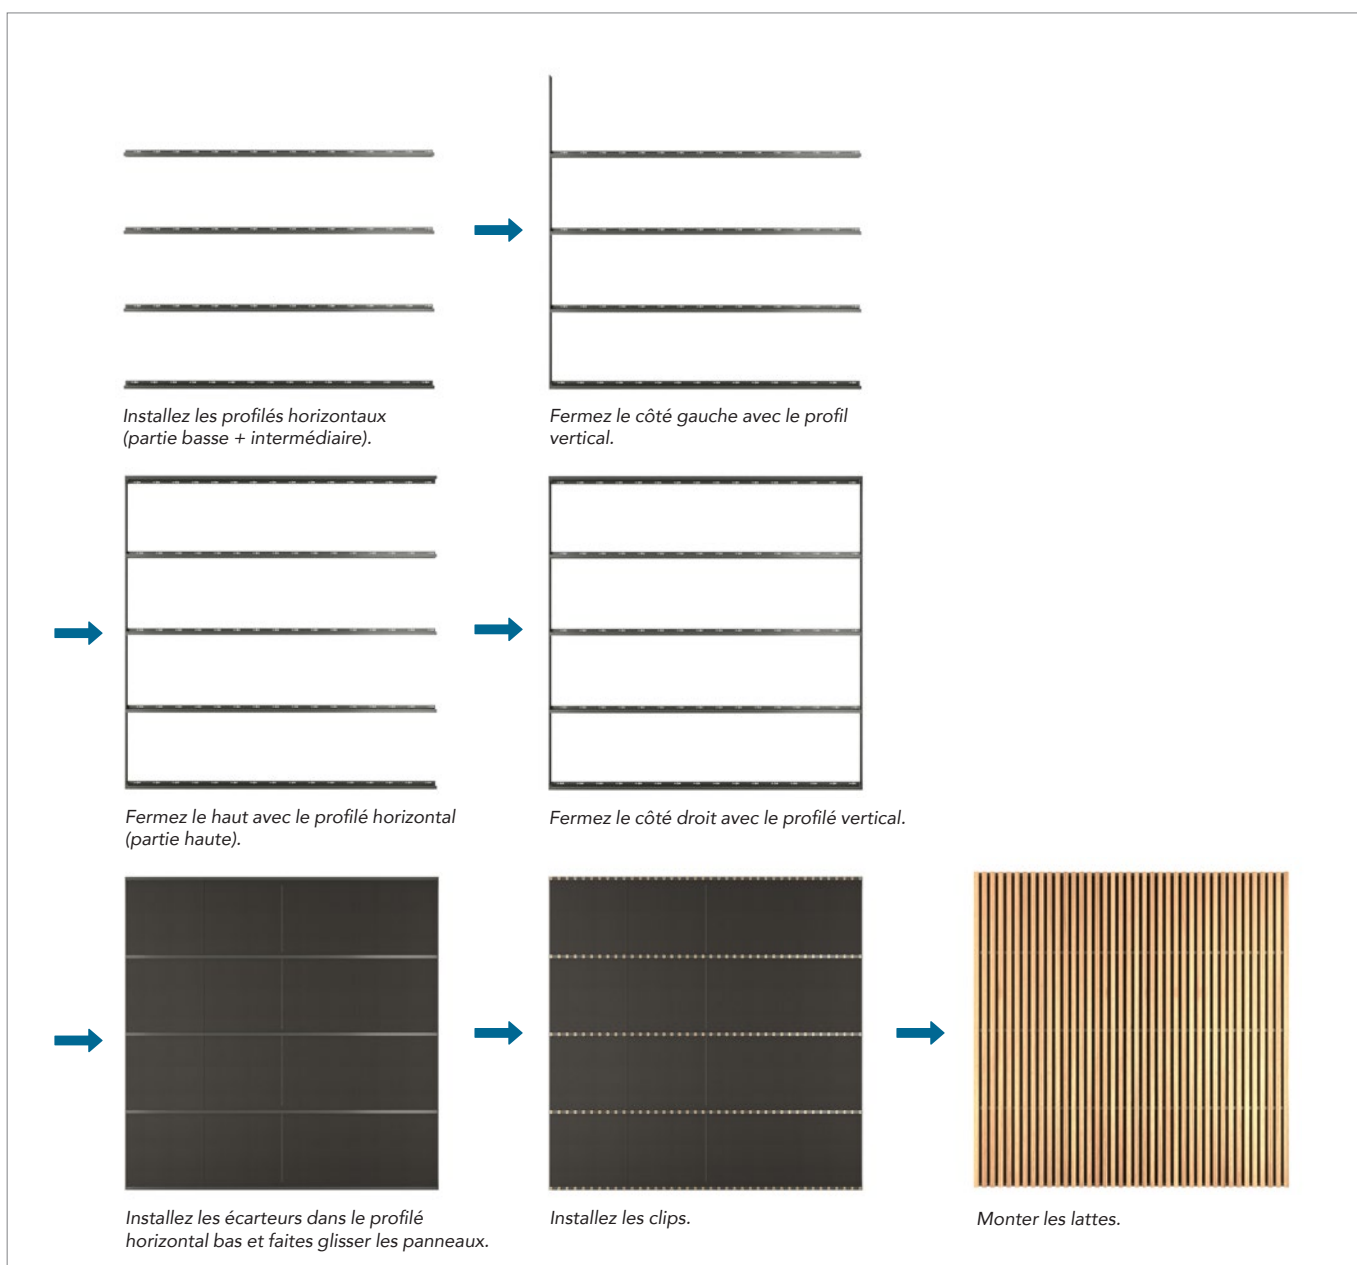 Installez les profilés horizontaux
(partie basse + intermédiaire).
Fermez le côté gauche avec le profil
vertical.
Fermez le haut avec le profilé horizontal
(partie haute).
Fermez le côté droit avec le profilé vertical.
Installez les écarteurs dans le profilé
horizontal bas et faites glisser les panneaux.
Installez les clips.
Monter les lattes.